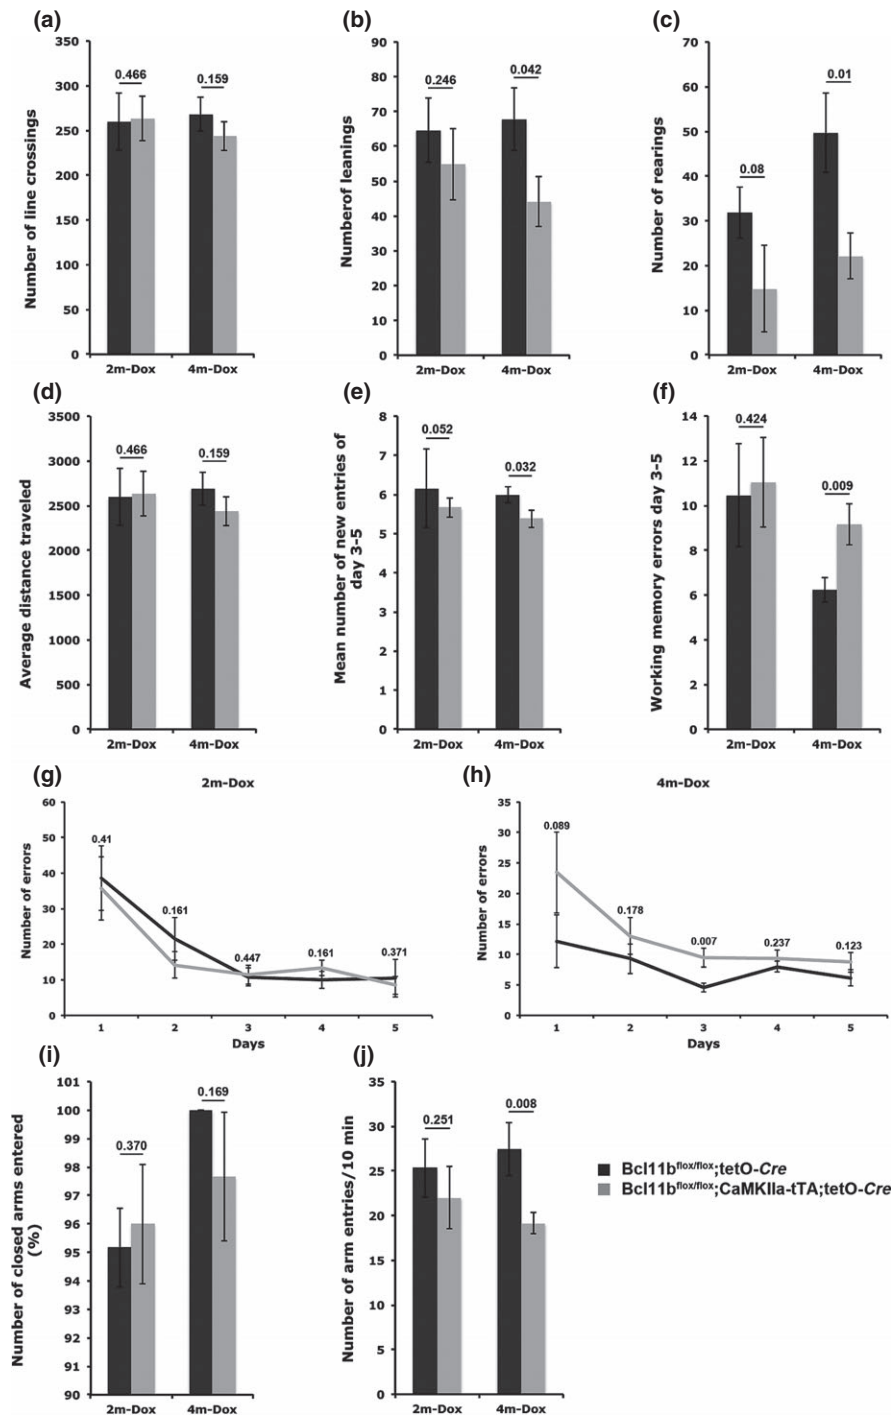 (a)
350
300
250
200
150
100
50
0
Number of line crossings
0.466
0.159
2m-Dox
4m-Dox
(b)
90
80
70
60
50
40
30
20
10
0
Numberof leanings
0.246
0.042
2m-Dox
4m-Dox
(c)
70
60
50
40
30
20
10
0
Number of rearings
0.08
0.01
2m-Dox
4m-Dox
(d)
3500
3000
2500
2000
1500
1000
500
0
Average distance traveled
0.466
0.159
2m-Dox
4m-Dox
(e)
8
7
6
5
4
3
2
1
0
Mean number of new entries of
day 3-5
0.052
0.032
2m-Dox
4m-Dox
(f)
14
12
10
8
6
4
2
0
Working memory errors day 3-5
0.424
0.009
2m-Dox
4m-Dox
(g)
2m-Dox
60
50
40
30
20
10
0
Number of errors
0.41
0.161
0.447
0.161
0.371
1 2 3 4 5
Days
(h)
4m-Dox
35
30
25
20
15
10
5
0
Number of errors
0.089
0.178
0.007
0.237
0.123
1 2 3 4 5
Days
(i)
101
100
99
98
97
96
95
94
93
92
91
90
Number of closed arms entered
(%)
0.370
0.169
2m-Dox
4m-Dox
(j)
35
30
25
20
15
10
5
0
Number of arm entries/10 min
0.251
0.008
2m-Dox
4m-Dox
Bcl11bflox/flox;tetO-Cre
Bcl11bflox/flox;CaMKIIa-tTA;tetO-Cre